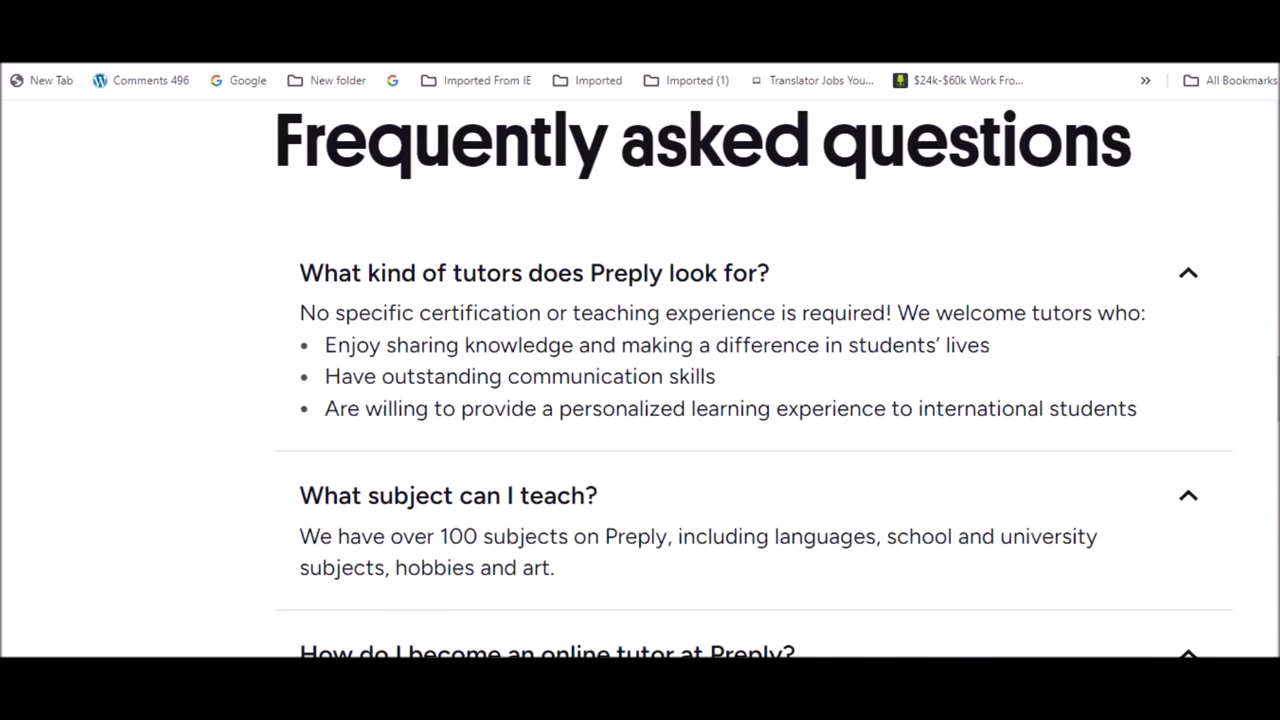 New Tab Comments 496 Google New folder Imported From IE Imported Imported (1) Translator Jobs You... $24k-$60k Work Fro... » All Bookmarks
Frequently asked questions
What kind of tutors does Preply look for?
No specific certification or teaching experience is required! We welcome tutors who:
• Enjoy sharing knowledge and making a difference in students’ lives
• Have outstanding communication skills
• Are willing to provide a personalized learning experience to international students
What subject can I teach?
We have over 100 subjects on Preply, including languages, school and university
subjects, hobbies and art.
How do I become an online tutor at Preply?